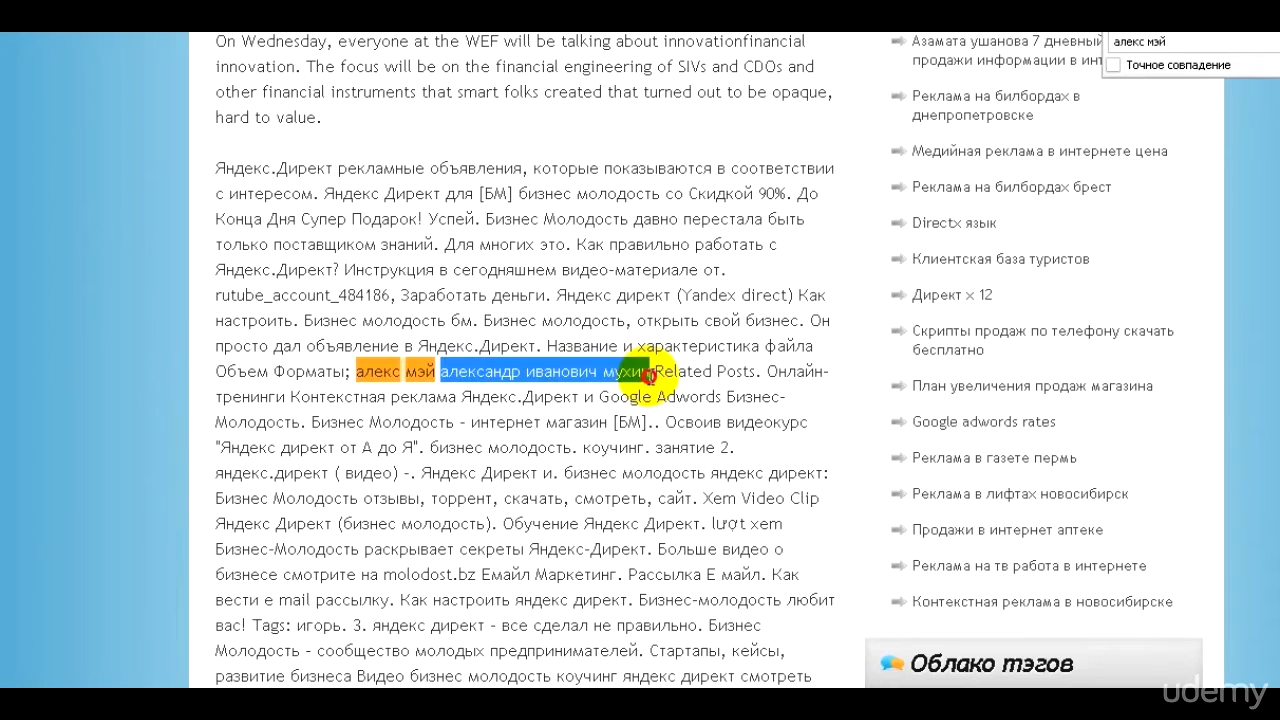 On Wednesday, everyone at the WEF will be talking about innovationfinancial
innovation. The focus will be on the financial engineering of SIVs and CDOs and
other financial instruments that smart folks created that turned out to be opaque,
hard to value.
Яндекс.Директ рекламные объявления, которые показываются в соответствии
с интересом. Яндекс Директ для [БМ] бизнес молодость со Скидкой 90%. До
Конца Дня Супер Подарок! Успей. Бизнес Молодость давно перестала быть
только поставщиком знаний. Для многих это. Как правильно работать с
Яндекс.Директ? Инструкция в сегодняшнем видео-материале от.
rutube_account_484186, Заработать деньги. Яндекс директ (Yandex direct) Как
настроить. Бизнес молодость бм. Бизнес молодость, открыть свой бизнес. Он
просто дал объявление в Яндекс.Директ. Название и характеристика файла
Объем Форматы; алекс мэй александр иванович мухин Related Posts. Онлайн-
тренинги Контекстная реклама Яндекс.Директ и Google Adwords Бизнес-
Молодость. Бизнес Молодость - интернет магазин [БМ].. Освоив видеокурс
"Яндекс директ от А до Я". бизнес молодость. коучинг. занятие 2.
яндекс.директ ( видео) -. Яндекс Директ и. бизнес молодость яндекс директ:
Бизнес Молодость отзывы, торрент, скачать, смотреть, сайт. Xem Video Clip
Яндекс Директ (бизнес молодость). Обучение Яндекс Директ. lượt xem
Бизнес-Молодость раскрывает секреты Яндекс-Директ. Больше видео о
бизнесе смотрите на molodost.bz Емайл Маркетинг. Рассылка Е майл. Как
вести e mail рассылку. Как настроить яндекс директ. Бизнес-молодость любит
вас! Tags: игорь. 3. яндекс директ - все сделал не правильно. Бизнес
Молодость - сообщество молодых предпринимателей. Стартапы, кейсы,
развитие бизнеса Видео бизнес молодость коучинг яндекс директ смотреть
алекс мэй
Точное совпадение
Азамата ушанова 7 дневный
продажи информации в инт
Реклама на билбордах в
днепропетровске
Медийная реклама в интернете цена
Реклама на билбордах брест
Directx язык
Клиентская база туристов
Директ x 12
Скрипты продаж по телефону скачать
бесплатно
План увеличения продаж магазина
Google adwords rates
Реклама в газете пермь
Реклама в лифтах новосибирск
Продажи в интернет аптеке
Реклама на тв работа в интернете
Контекстная реклама в новосибирске
Облако тэгов
udemy